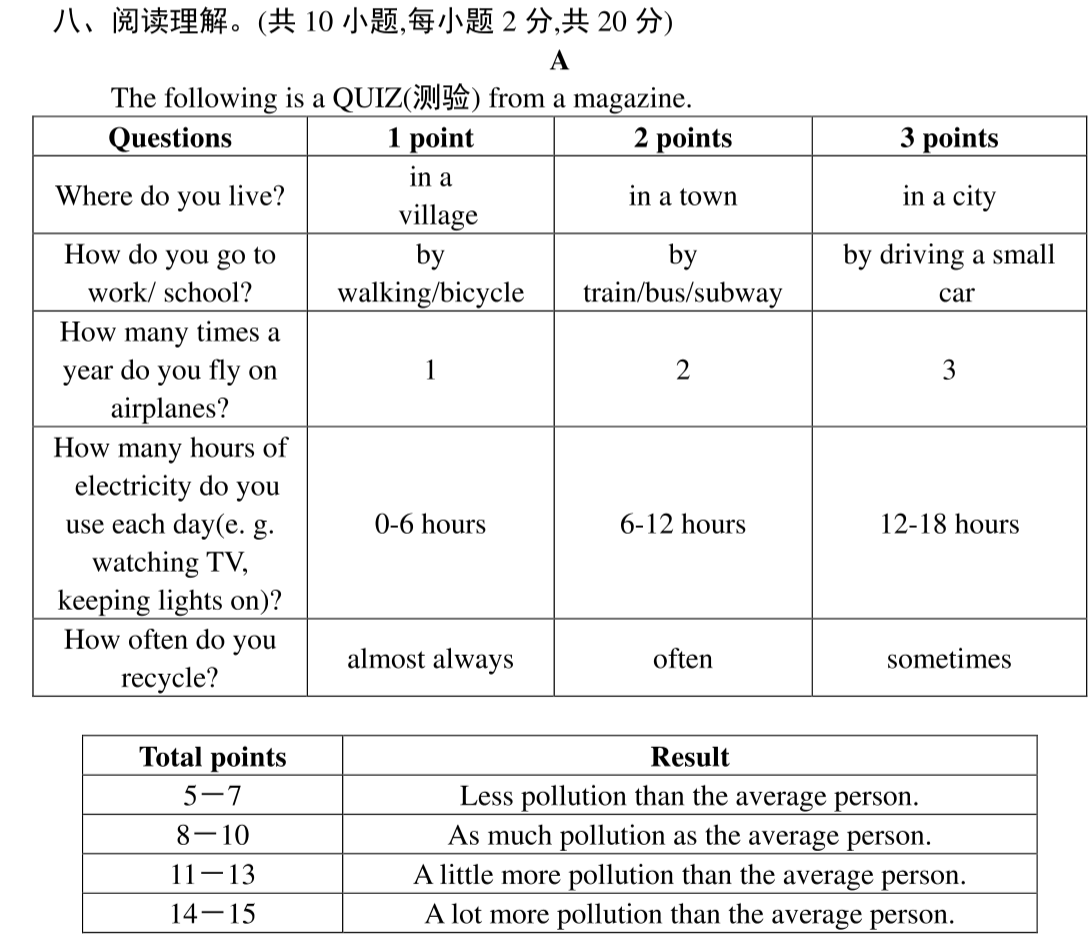 八、阅读理解。(共 10 小题,每小题 2 分,共 20 分)
A
The following is a QUIZ(测验) from a magazine.
Questions 1 point 2 points 3 points
Where do you live? in a village in a town in a city
How do you go to work/ school? by walking/bicycle by train/bus/subway by driving a small car
How many times a year do you fly on airplanes? 1 2 3
How many hours of electricity do you use each day(e. g. watching TV, keeping lights on)? 0-6 hours 6-12 hours 12-18 hours
How often do you recycle? almost always often sometimes
Total points Result
5－7 Less pollution than the average person.
8－10 As much pollution as the average person.
11－13 A little more pollution than the average person.
14－15 A lot more pollution than the average person.